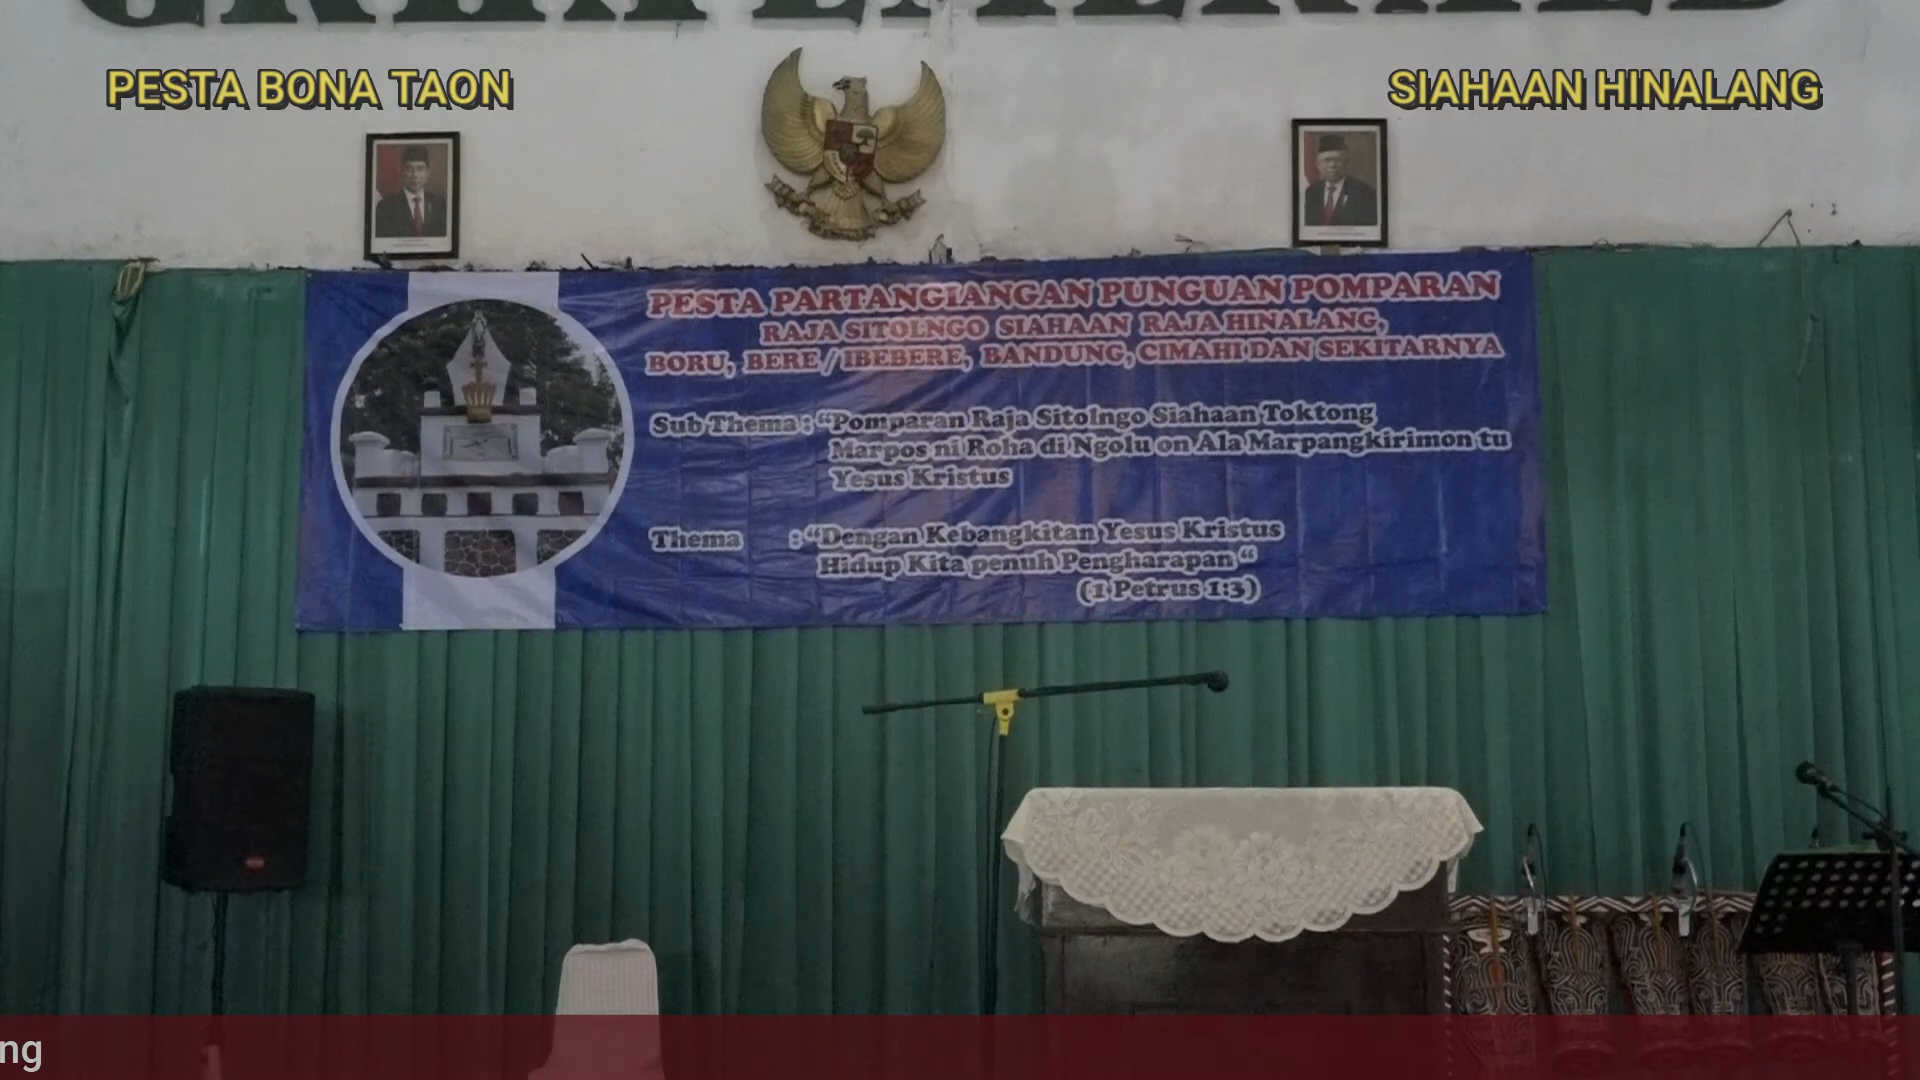 PESTA BONA TAON
SIAHAAN HINALANG
PESTA PARTANGIANGAN PUNGUAN POMPARAN
RAJA SITOLNGO SIAHAAN RAJA HINALANG,
BORU, BERE / IBEBERE, BANDUNG, CIMAHI DAN SEKITARNYA
Sub Thema : "Pomparan Raja Sitolngo Siahaan Toktong
Marpos ni Roha di Ngolu on Ala Marpangkirimon tu
Yesus Kristus
Thema : "Dengan Kebangkitan Yesus Kristus
Hidup Kita penuh Pengharapan “
(1 Petrus 1:3)
ng